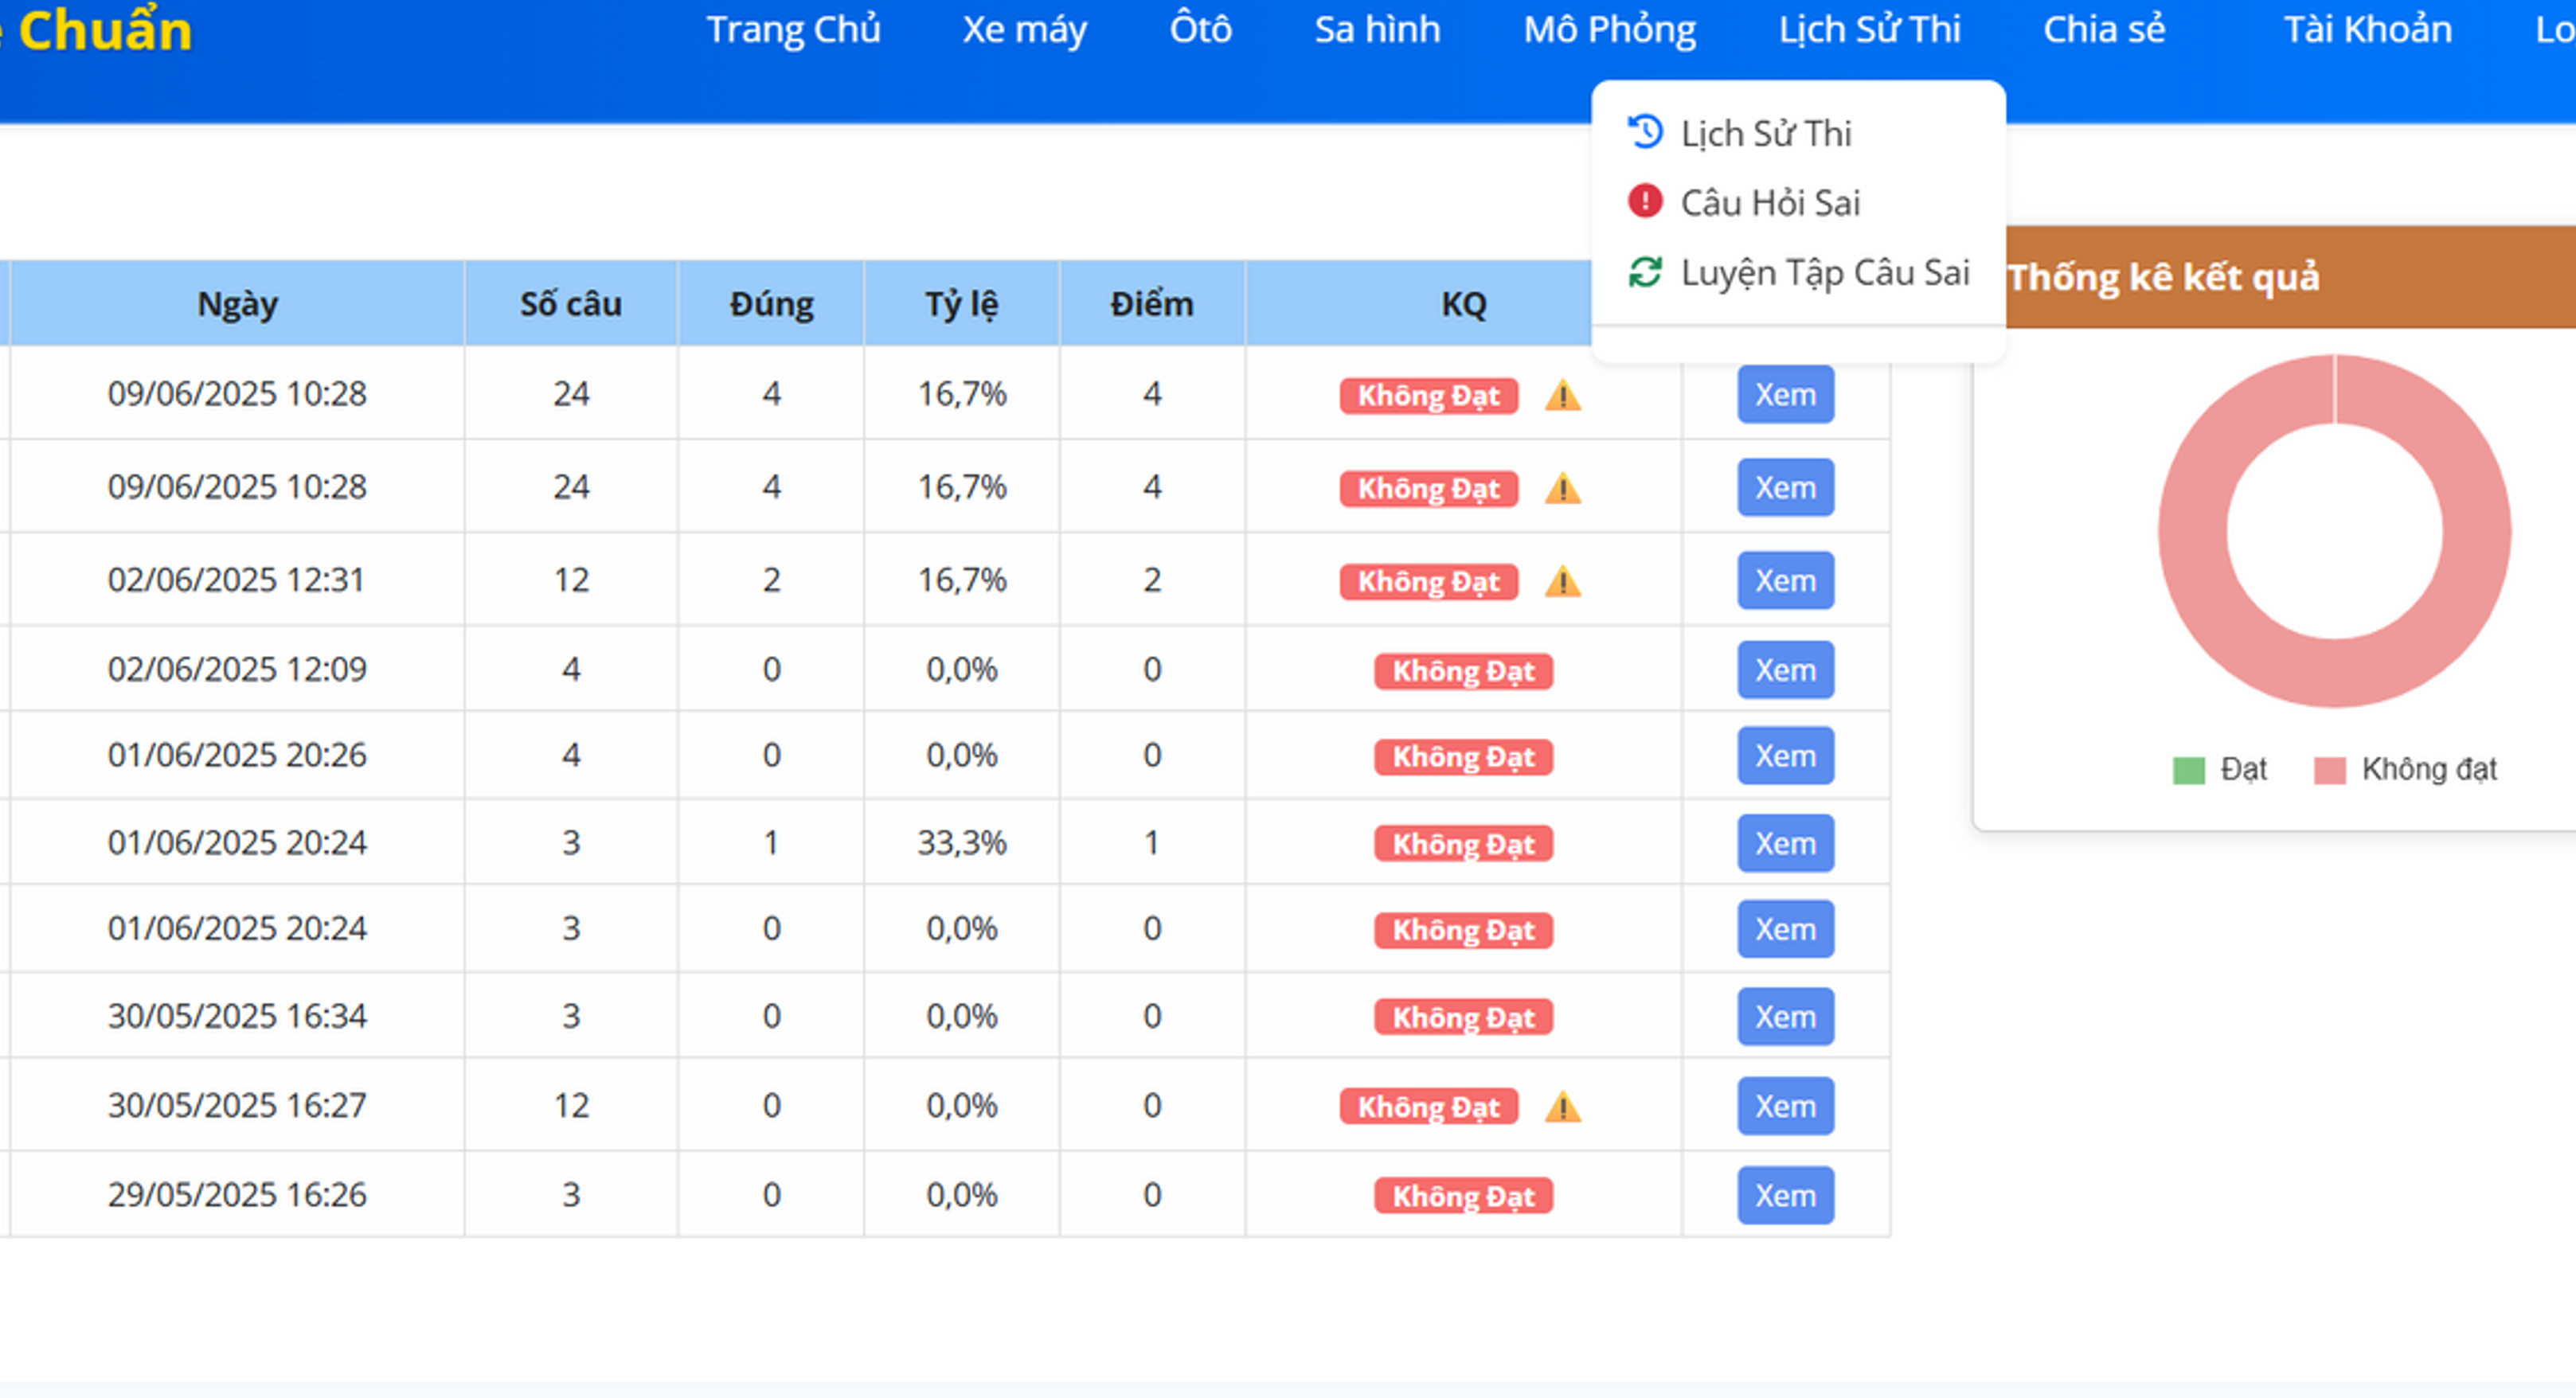 Chuẩn Trang Chủ Xe máy Ôtô Sa hình Mô Phỏng Lịch Sử Thi Chia sẻ Tài Khoản
Lịch Sử Thi
Câu Hỏi Sai
Luyện Tập Câu Sai
Ngày Số câu Đúng Tỷ lệ Điểm KQ
09/06/2025 10:28 24 4 16,7% 4 Không Đạt Xem
09/06/2025 10:28 24 4 16,7% 4 Không Đạt Xem
02/06/2025 12:31 12 2 16,7% 2 Không Đạt Xem
02/06/2025 12:09 4 0 0,0% 0 Không Đạt Xem
01/06/2025 20:26 4 0 0,0% 0 Không Đạt Xem
01/06/2025 20:24 3 1 33,3% 1 Không Đạt Xem
01/06/2025 20:24 3 0 0,0% 0 Không Đạt Xem
30/05/2025 16:34 3 0 0,0% 0 Không Đạt Xem
30/05/2025 16:27 12 0 0,0% 0 Không Đạt Xem
29/05/2025 16:26 3 0 0,0% 0 Không Đạt Xem
Thống kê kết quả
Đạt Không đạt